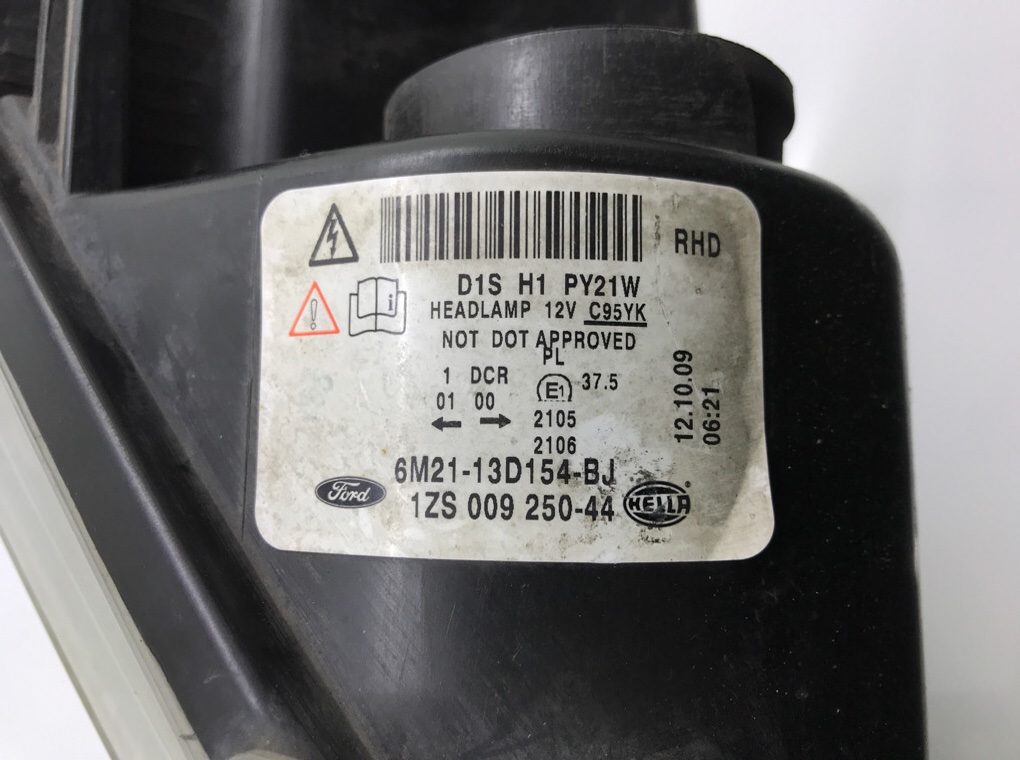 RHD
D1S H1 PY21W
HEADLAMP 12V C95YK
NOT DOT APPROVED
PL
1 DCR E1 37.5
01 00
← → 2105
2106
12.10.09
06:21
6M21-13D154-BJ
Ford 1ZS 009 250-44 HELLA ®